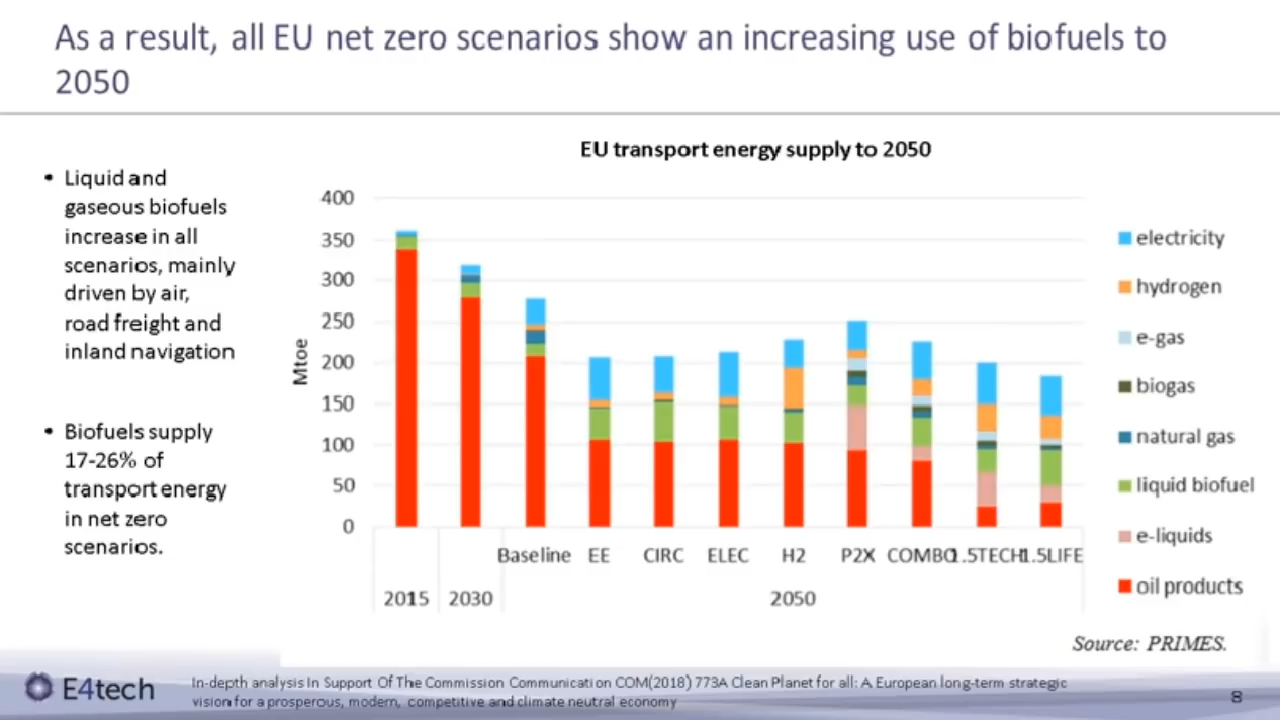 As a result, all EU net zero scenarios show an increasing use of biofuels to
2050
• Liquid and
gaseous biofuels
increase in all
scenarios, mainly
driven by air,
road freight and
inland navigation
• Biofuels supply
17-26% of
transport energy
in net zero
scenarios.
EU transport energy supply to 2050
Mtoe
400
350
300
250
200
150
100
50
0
Baseline EE CIRC ELEC H2 P2X COMBO 1.5TECH 1.5LIFE
2015 2030 2050
electricity
hydrogen
e-gas
biogas
natural gas
liquid biofuel
e-liquids
oil products
Source: PRIMES.
E4tech
In-depth analysis In Support Of The Commission Communication COM(2018) 773A Clean Planet for all: A European long-term strategic
vision for a prosperous, modern, competitive and climate neutral economy
8